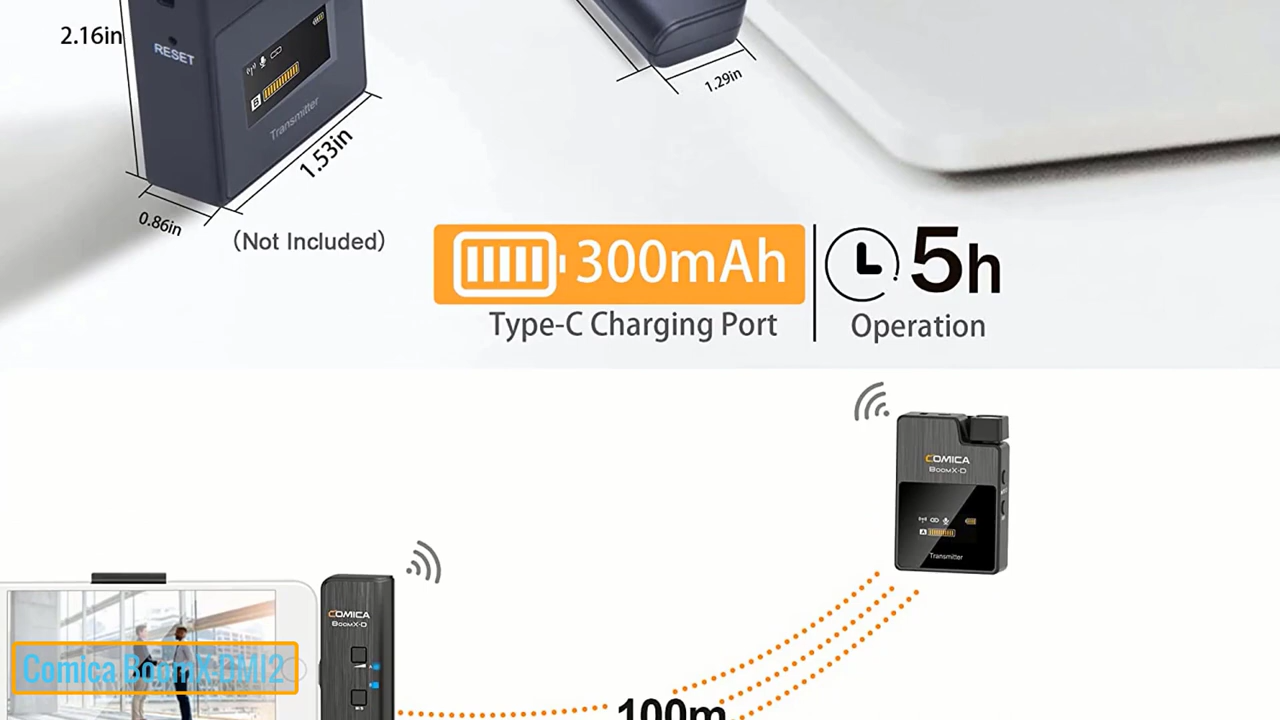 2.16in
RESET
B
Transmitter
1.53in
0.86in
1.29in
(Not Included)
300mAh
5h
Type-C Charging Port
Operation
COMICA
BOOMX-D
A
Transmitter
COMICA
BOOMX-D
Comica BoomX-DMI2
100m